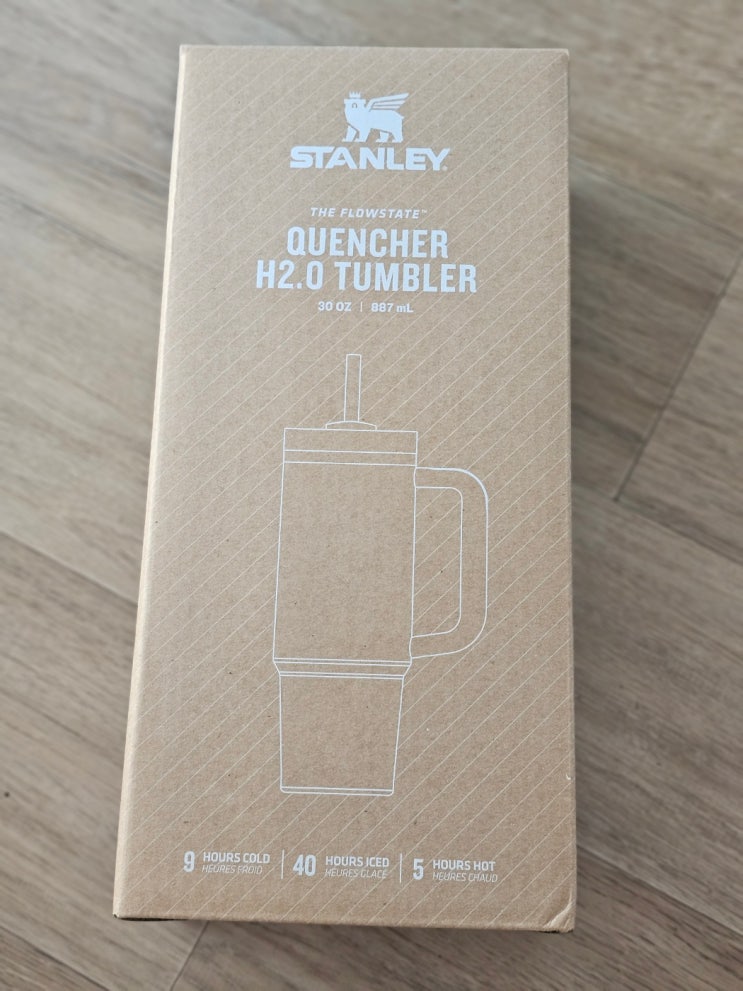 STANLEY®
THE FLOWSTATE™
QUENCHER
H2.0 TUMBLER
30 OZ | 887 mL
9 HOURS COLD
HEURES FROID
40 HOURS ICED
HEURES GLACÉ
5 HOURS HOT
HEURES CHAUD